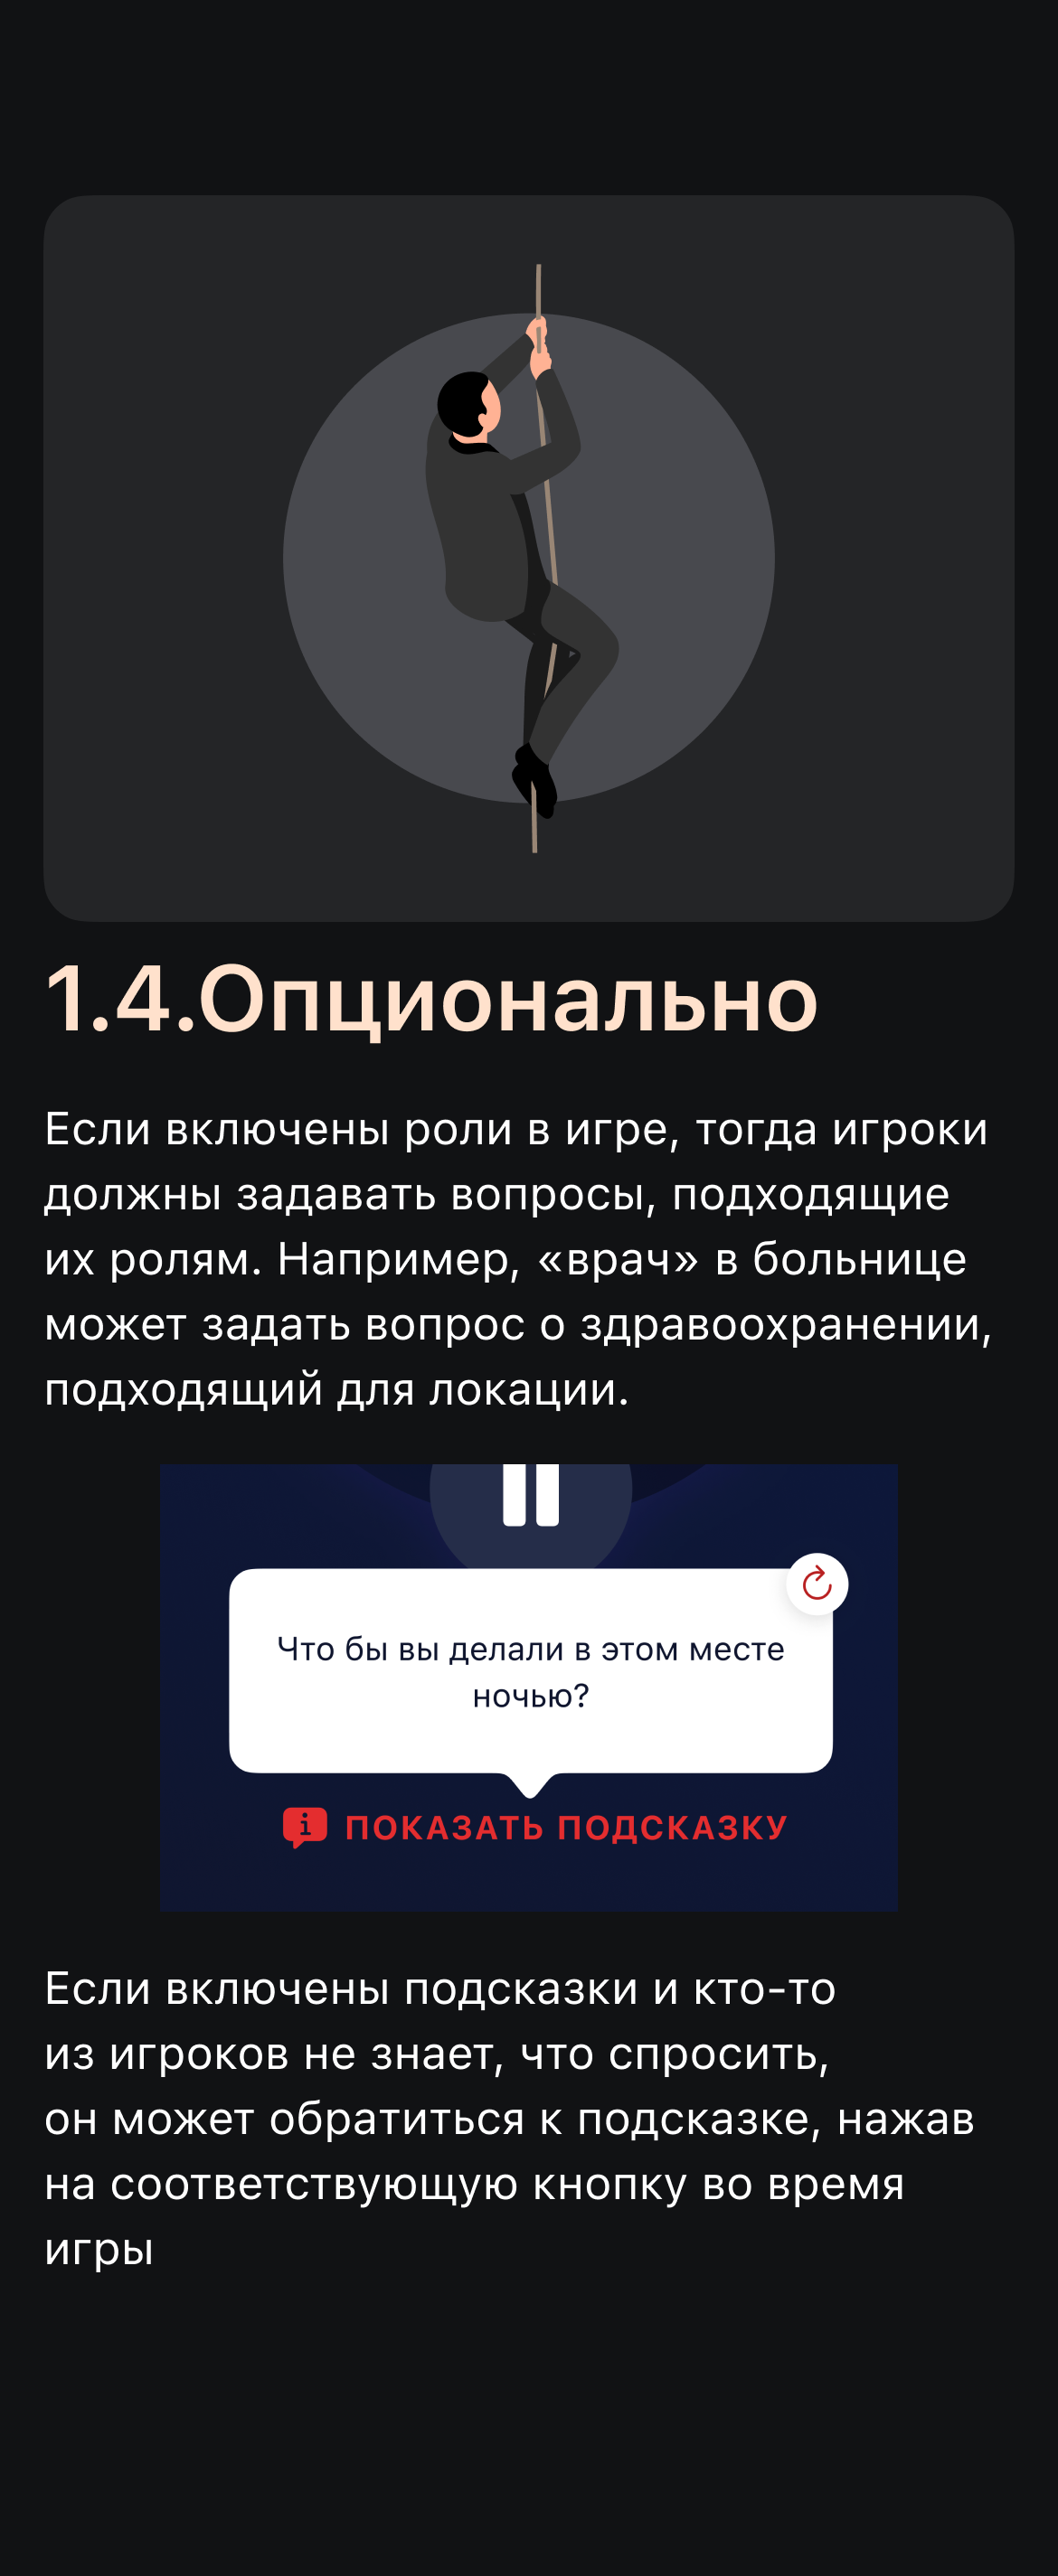 1.4.Опционально
Если включены роли в игре, тогда игроки
должны задавать вопросы, подходящие
их ролям. Например, «врач» в больнице
может задать вопрос о здравоохранении,
подходящий для локации.
Что бы вы делали в этом месте
ночью?
ПОКАЗАТЬ ПОДСКАЗКУ
Если включены подсказки и кто-то
из игроков не знает, что спросить,
он может обратиться к подсказке, нажав
на соответствующую кнопку во время
игры